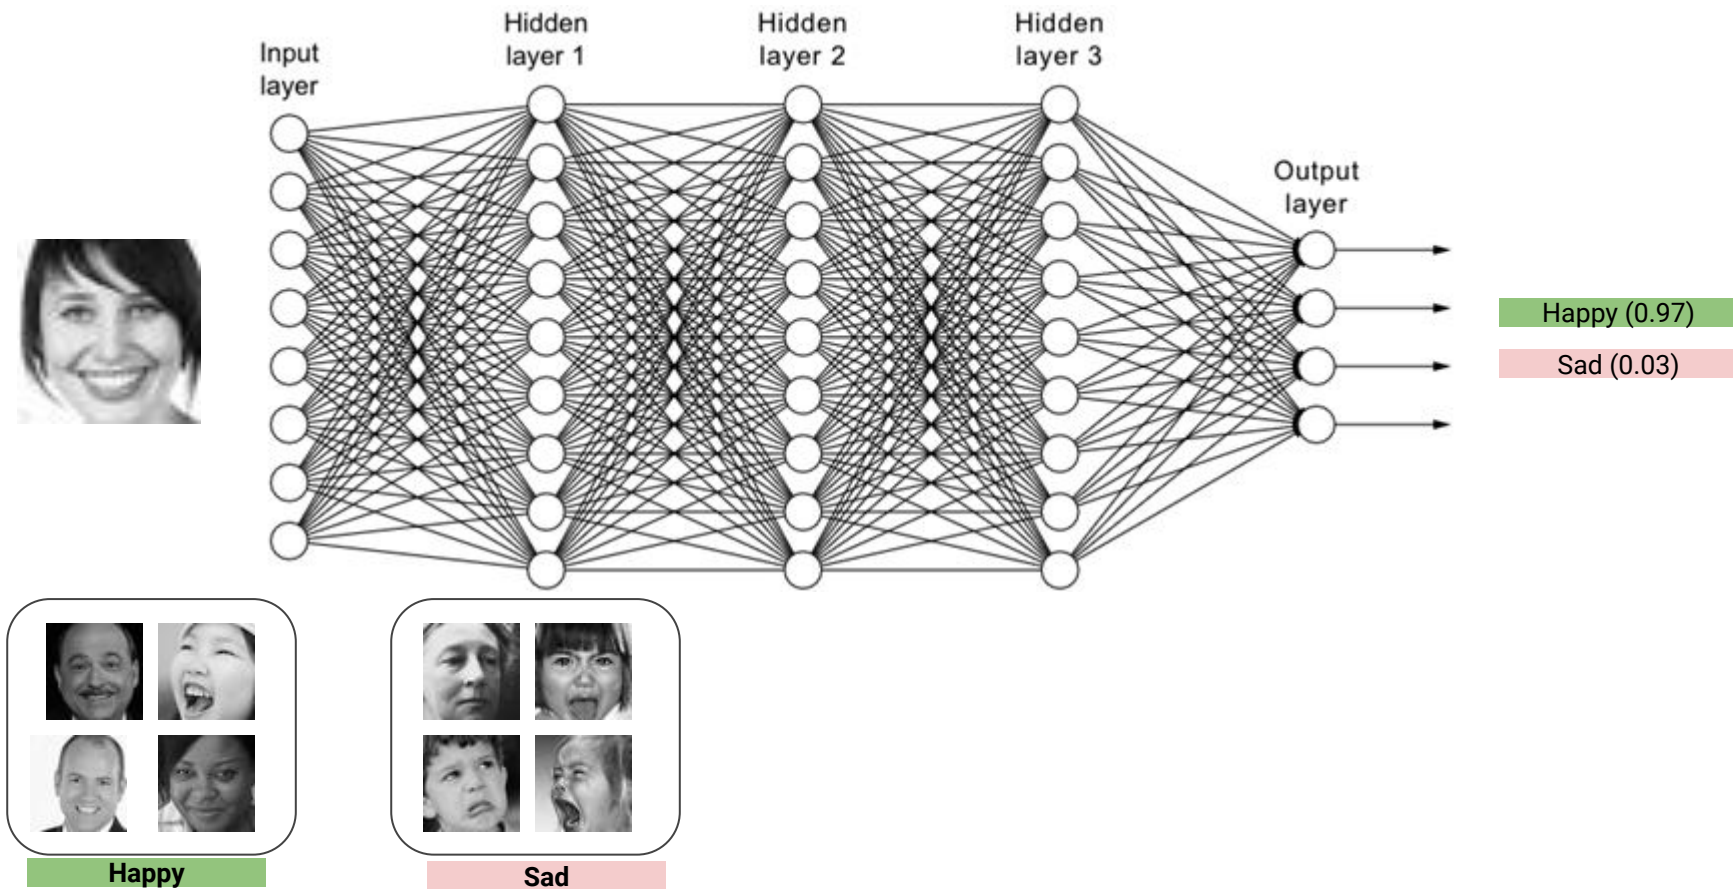 Input
layer
Hidden
layer 1
Hidden
layer 2
Hidden
layer 3
Output
layer
Happy (0.97)
Sad (0.03)
Happy
Sad